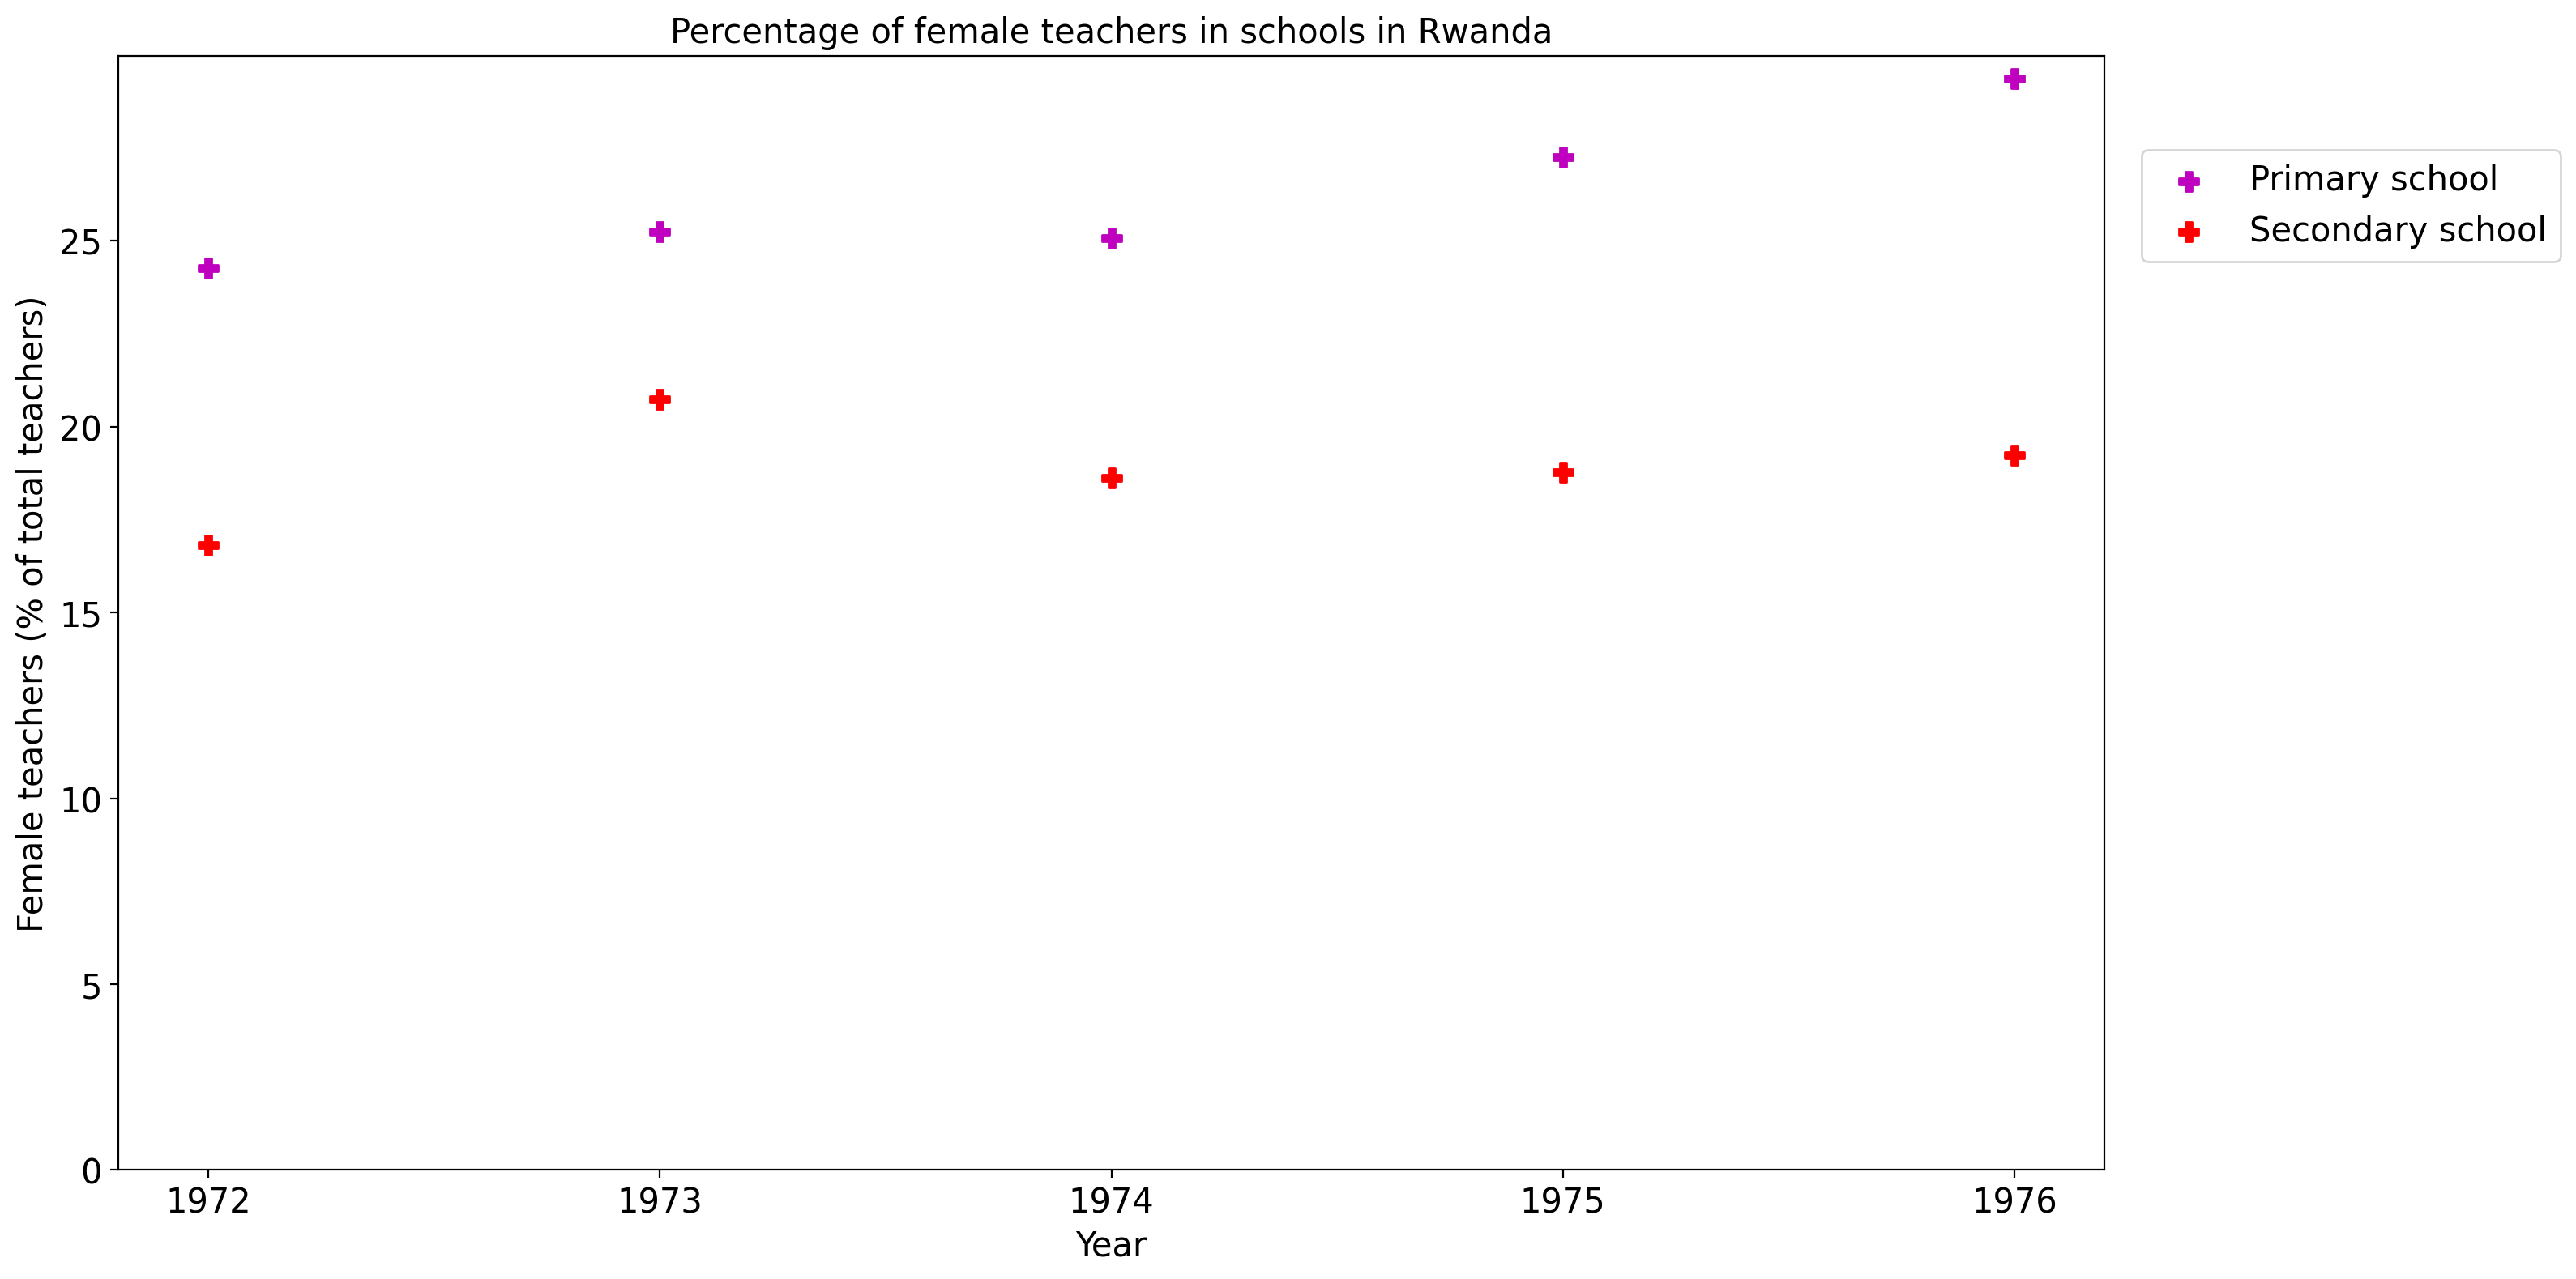 Percentage of female teachers in schools in Rwanda
Female teachers (% of total teachers)
25
20
15
10
5
0
1972 1973 1974 1975 1976
Year
Primary school
Secondary school